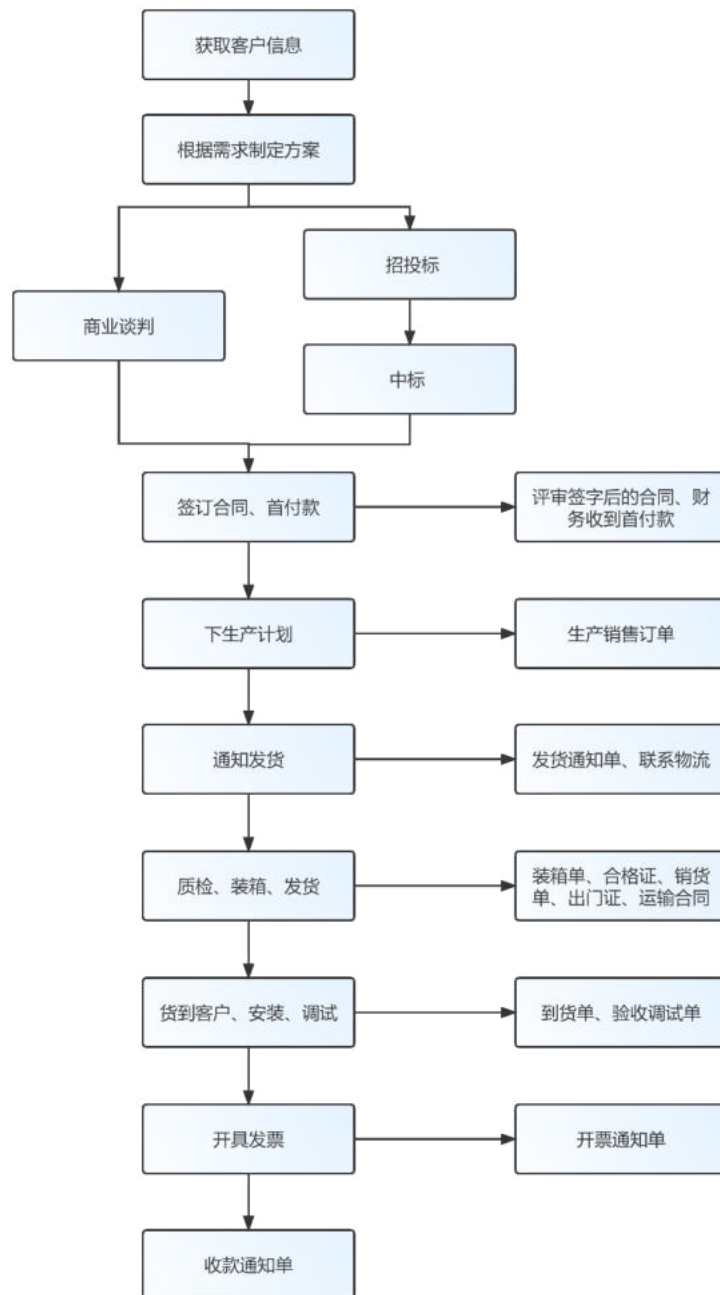 获取客户信息
根据需求制定方案
招投标
商业谈判
中标
签订合同、首付款
评审签字后的合同、财
务收到首付款
下生产计划
生产销售订单
通知发货
发货通知单、联系物流
质检、装箱、发货
装箱单、合格证、销货
单、出门证、运输合同
货到客户、安装、调试
到货单、验收调试单
开具发票
开票通知单
收款通知单